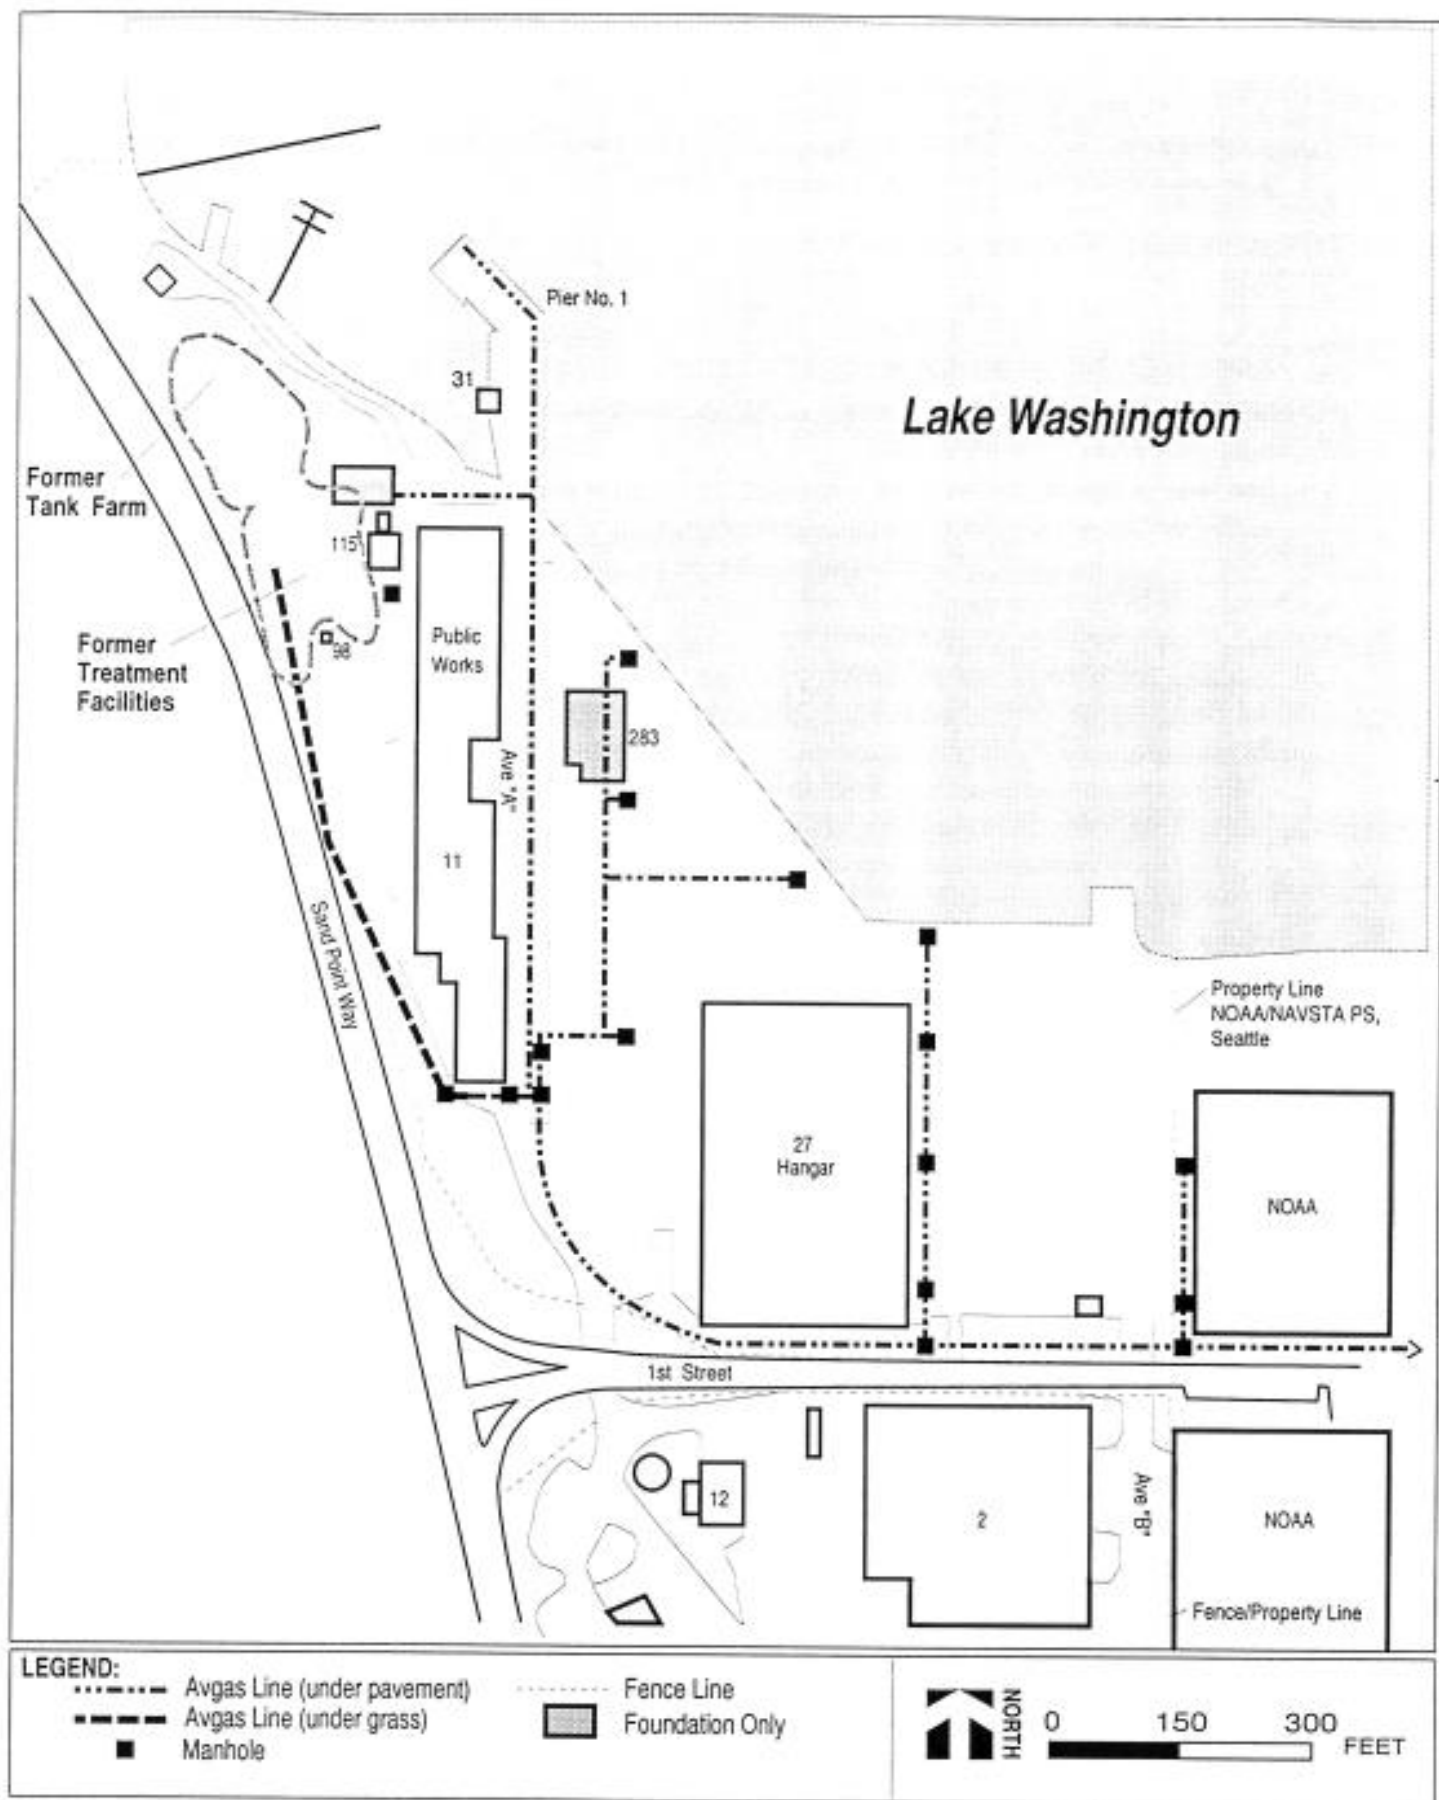 Pier No. 1
31
Lake Washington
Former
Tank Farm
115
Former
Treatment
Facilities
98
Public
Works
283
Ave "A"
11
Sand Point Way
Property Line
NOAA/NAVSTA PS,
Seattle
27
Hangar
NOAA
1st Street
12
2
Ave "B"
NOAA
Fence/Property Line
LEGEND:
Avgas Line (under pavement)
Avgas Line (under grass)
Manhole
Fence Line
Foundation Only
NORTH
0 150 300
FEET